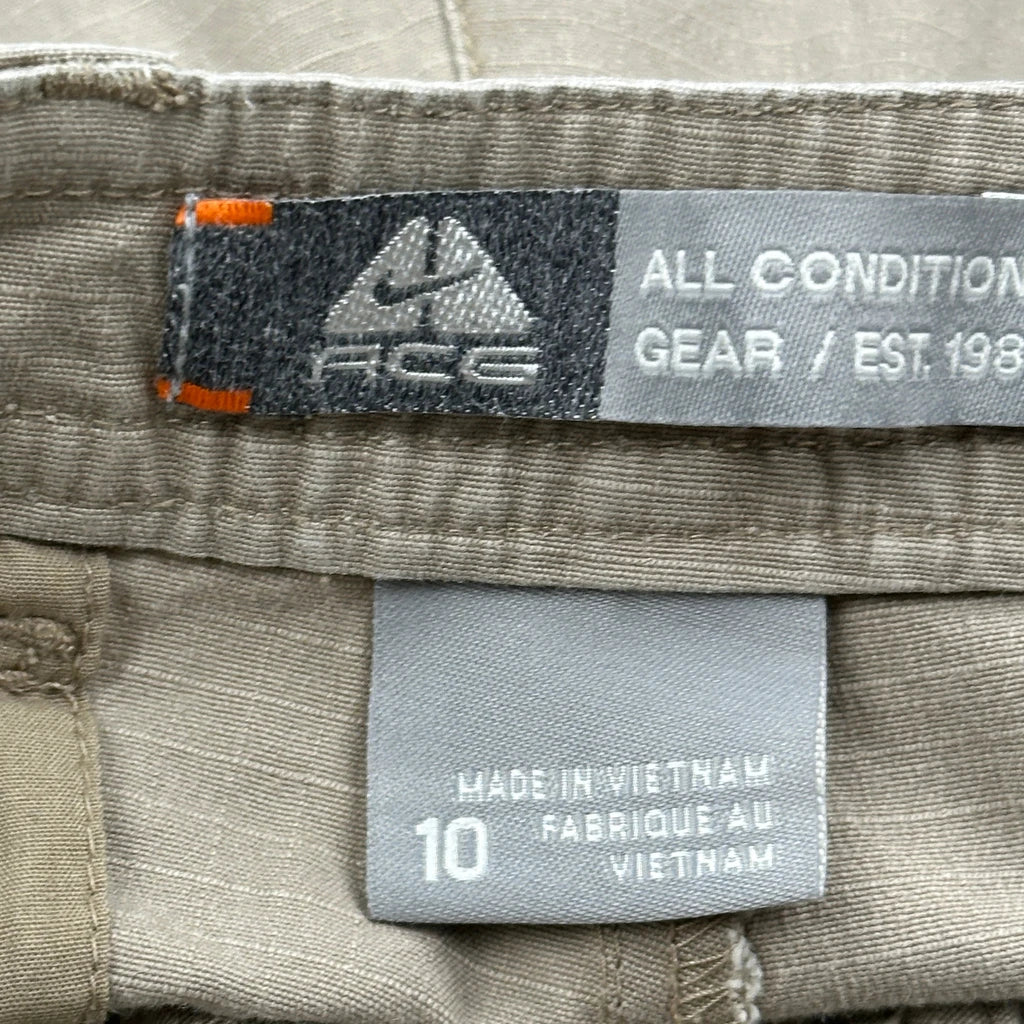 ACG
ALL CONDITION
GEAR / EST. 198
MADE IN VIETNAM
10
FABRIQUE AU
VIETNAM